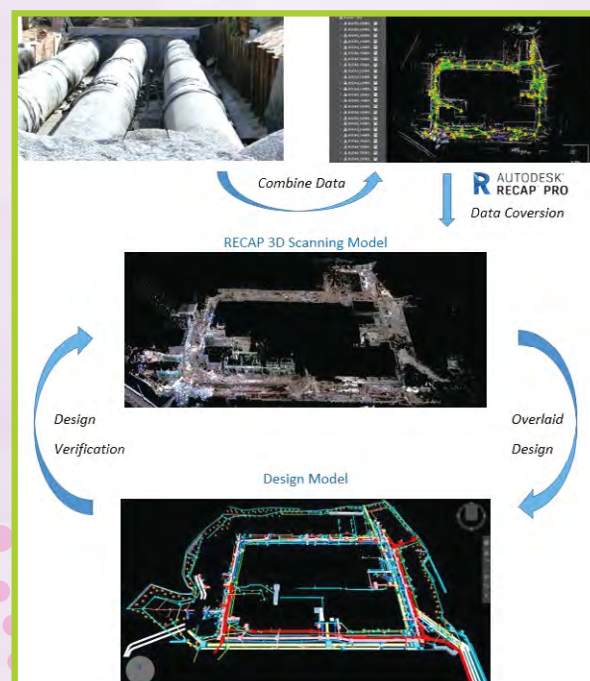 Combine Data
AUTODESK
RECAP PRO
Data Coversion
RECAP 3D Scanning Model
Design
Verification
Overlaid
Design
Design Model